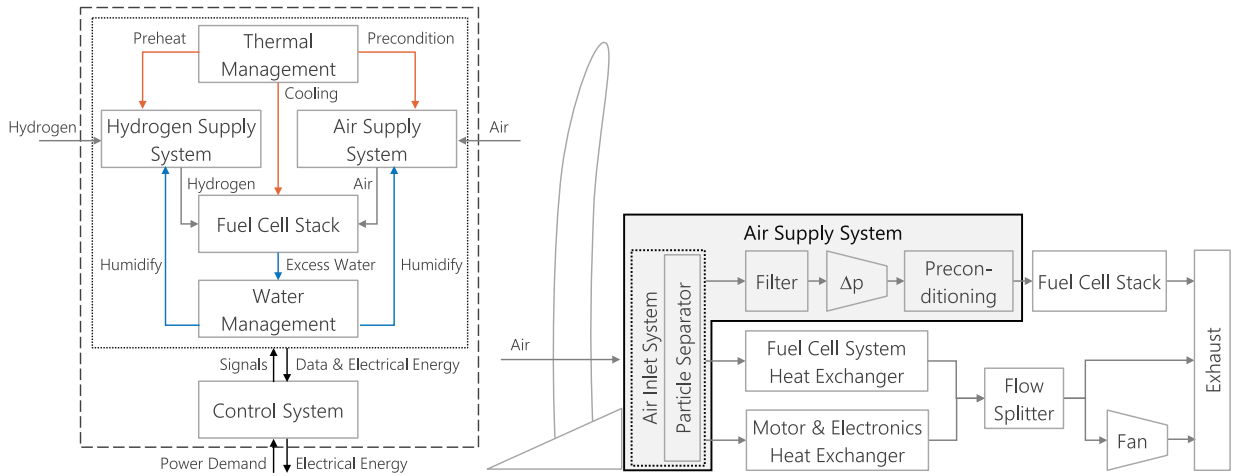 Preheat
Thermal
Management
Precondition
Cooling
Hydrogen
Hydrogen Supply
System
Air Supply
System
Air
Hydrogen
Air
Fuel Cell Stack
Humidify
Excess Water
Humidify
Water
Management
Signals
Data & Electrical Energy
Control System
Power Demand
Electrical Energy
Air
Air Supply System
Air Inlet System
Particle Separator
Filter
Δp
Precon-
ditioning
Fuel Cell Stack
Fuel Cell System
Heat Exchanger
Motor & Electronics
Heat Exchanger
Flow
Splitter
Fan
Exhaust